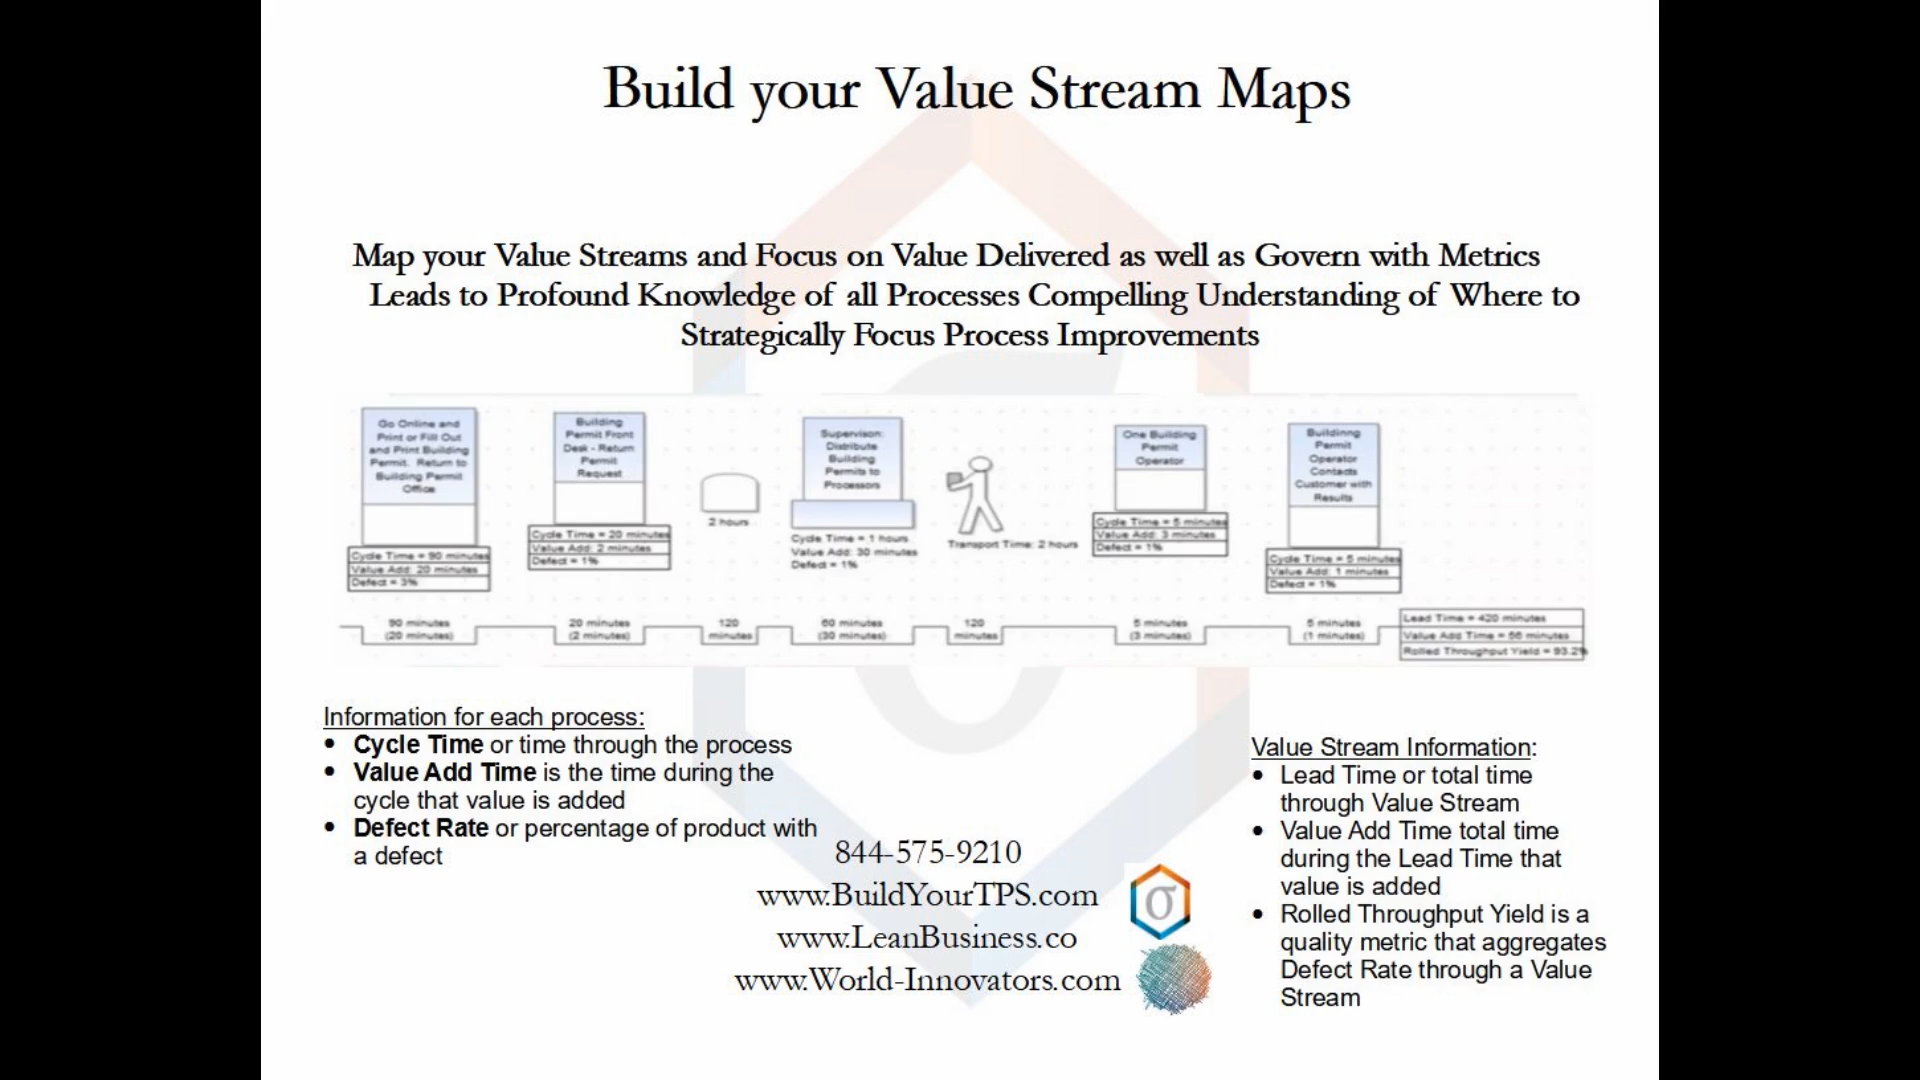 Build your Value Stream Maps
Map your Value Streams and Focus on Value Delivered as well as Govern with Metrics
Leads to Profound Knowledge of all Processes Compelling Understanding of Where to
Strategically Focus Process Improvements
Go Online and
Print or Fill Out
and Print Building
Permit. Return to
Building Permit
Office
Cycle Time = 90 minutes
Value Add: 20 minutes
Defect = 3%
Building
Permit Front
Desk - Return
Permit
Request
Cycle Time = 20 minutes
Value Add: 2 minutes
Defect = 1%
2 hours
Supervison:
Distribute
Building
Permits to
Processors
Cycle Time = 1 hours
Value Add: 30 minutes
Defect = 1%
Transport Time: 2 hours
One Building
Permit
Operator
Cycle Time = 5 minutes
Value Add: 3 minutes
Defect = 1%
Buildinng
Permit
Operator
Contacts
Customer with
Results
Cycle Time = 5 minutes
Value Add: 1 minutes
Defect = 1%
90 minutes
(20 minutes)
20 minutes
(2 minutes)
120
minutes
60 minutes
(30 minutes)
120
minutes
5 minutes
(3 minutes)
5 minutes
(1 minutes)
Lead Time = 420 minutes
Value Add Time = 56 minutes
Rolled Throughput Yield = 93.2%
Information for each process:
• Cycle Time or time through the process
• Value Add Time is the time during the
cycle that value is added
• Defect Rate or percentage of product with
a defect
844-575-9210
www.BuildYourTPS.com
www.LeanBusiness.co
www.World-Innovators.com
σ
Value Stream Information:
• Lead Time or total time
through Value Stream
• Value Add Time total time
during the Lead Time that
value is added
• Rolled Throughput Yield is a
quality metric that aggregates
Defect Rate through a Value
Stream